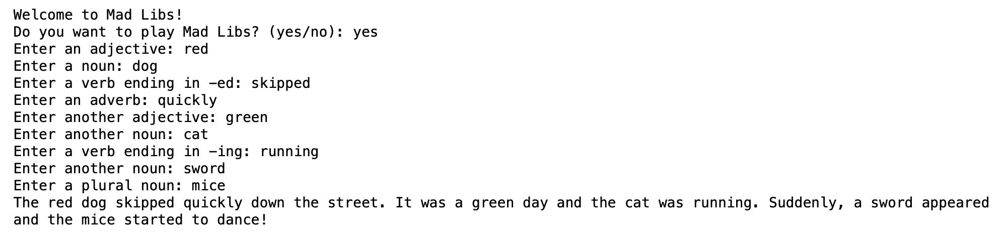 Welcome to Mad Libs!
Do you want to play Mad Libs? (yes/no): yes
Enter an adjective: red
Enter a noun: dog
Enter a verb ending in -ed: skipped
Enter an adverb: quickly
Enter another adjective: green
Enter another noun: cat
Enter a verb ending in -ing: running
Enter another noun: sword
Enter a plural noun: mice
The red dog skipped quickly down the street. It was a green day and the cat was running. Suddenly, a sword appeared
and the mice started to dance!